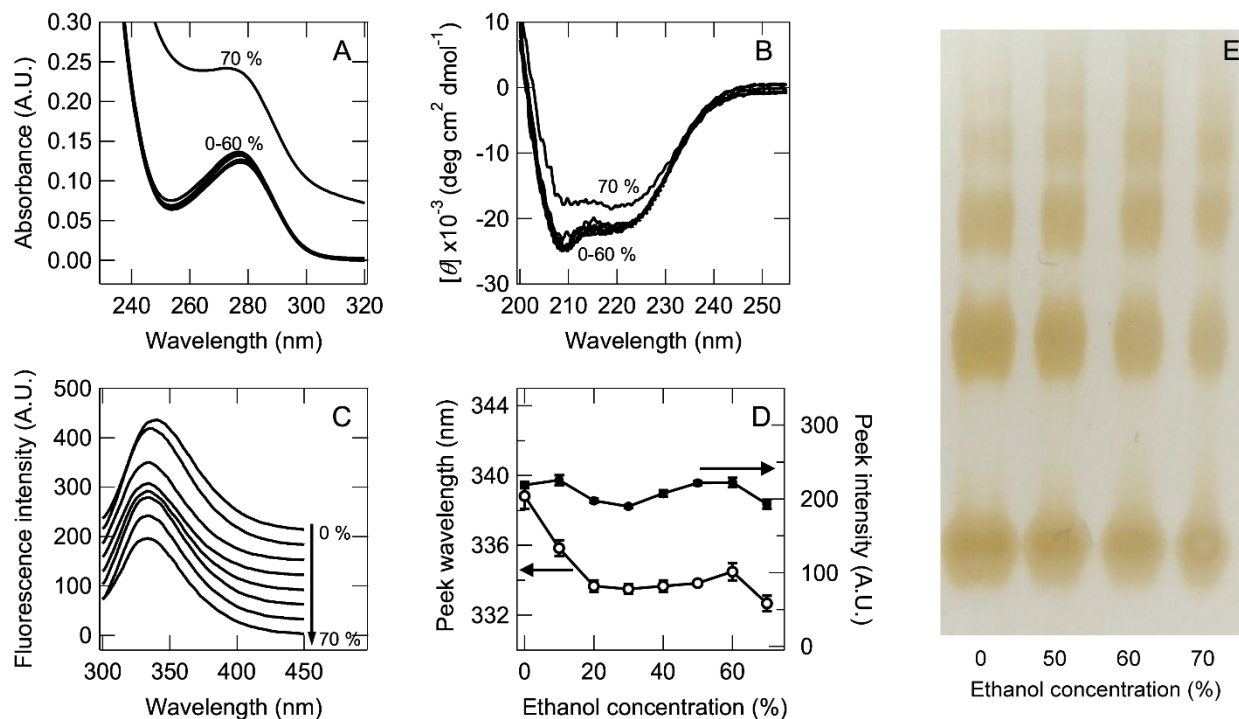 A
0.30
0.25
0.20
0.15
0.10
0.05
0.00
Absorbance (A.U.)
70 %
0-60 %
240 260 280 300 320
Wavelength (nm)
B
10
0
-10
-20
-30
[θ] x10⁻³ (deg cm² dmol⁻¹)
70 %
0-60 %
200 210 220 230 240 250
Wavelength (nm)
C
500
400
300
200
100
0
Fluorescence intensity (A.U.)
0 %
70 %
300 350 400 450
Wavelength (nm)
D
344
340
336
332
Peek wavelength (nm)
300
200
100
0
Peek intensity (A.U.)
0 20 40 60
Ethanol concentration (%)
E
0 50 60 70
Ethanol concentration (%)